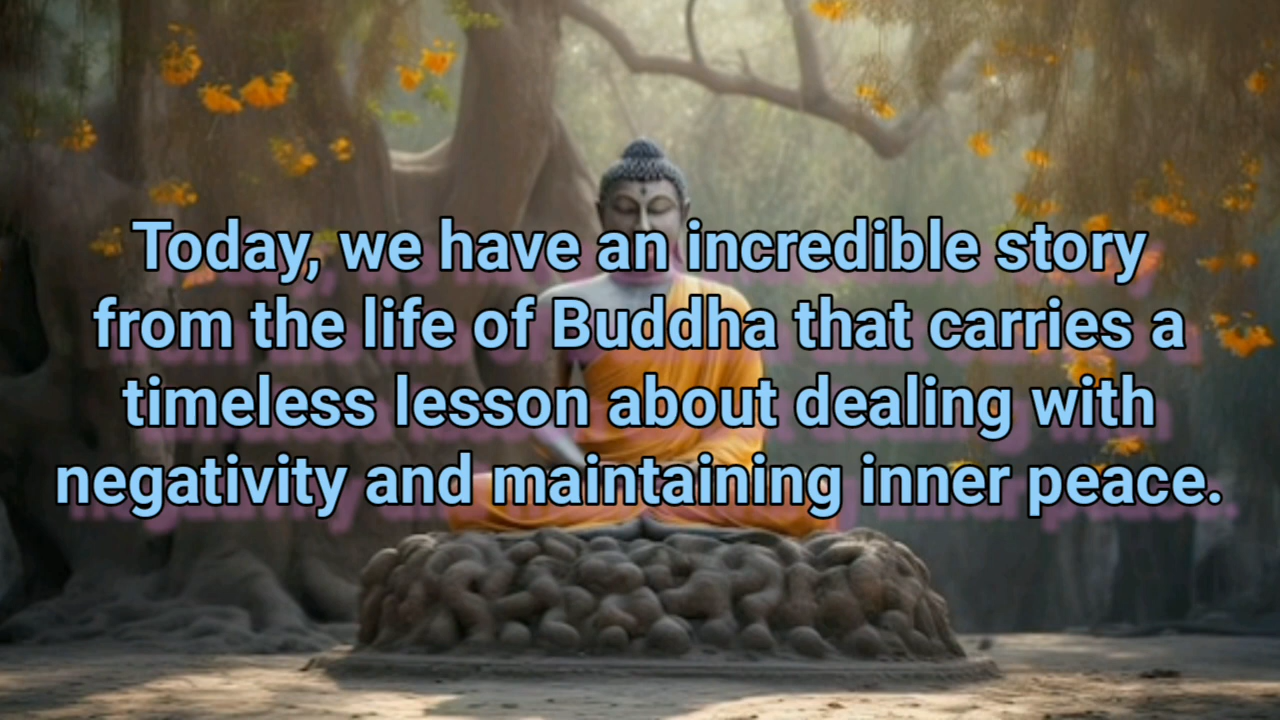 Today, we have an incredible story
from the life of Buddha that carries a
timeless lesson about dealing with
negativity and maintaining inner peace.